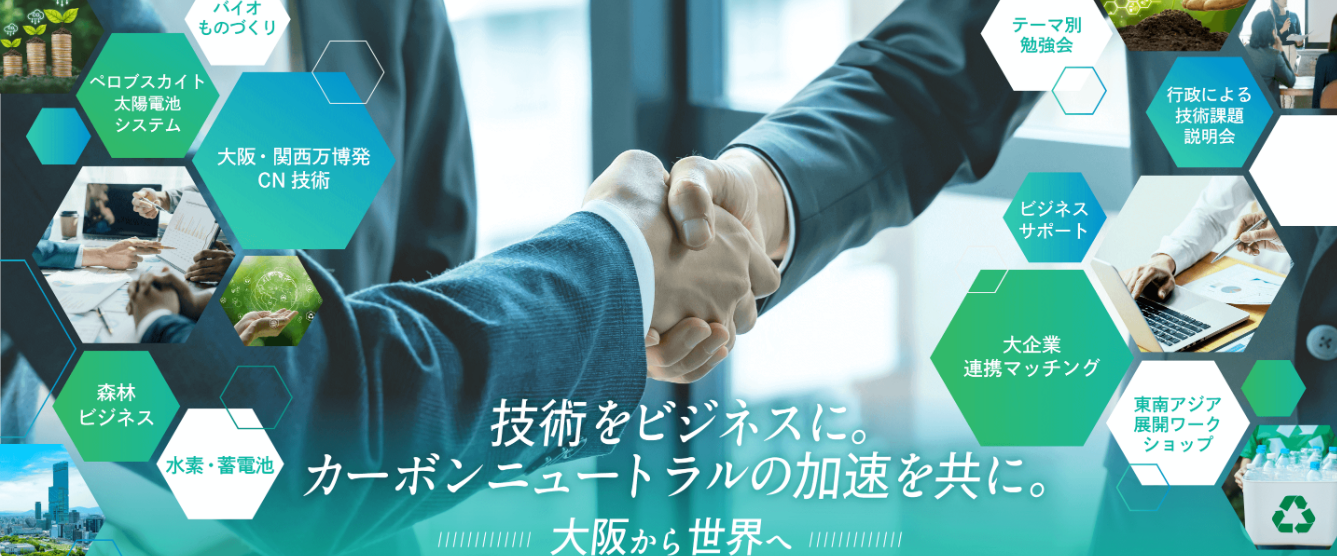 バイオ
ものづくり
ペロブスカイト
太陽電池
システム
大阪・関西万博発
CN 技術
森林
ビジネス
水素・蓄電池
テーマ別
勉強会
行政による
技術課題
説明会
ビジネス
サポート
大企業
連携マッチング
東南アジア
展開ワーク
ショップ
技術をビジネスに。
カーボンニュートラルの加速を共に。
大阪から世界へ